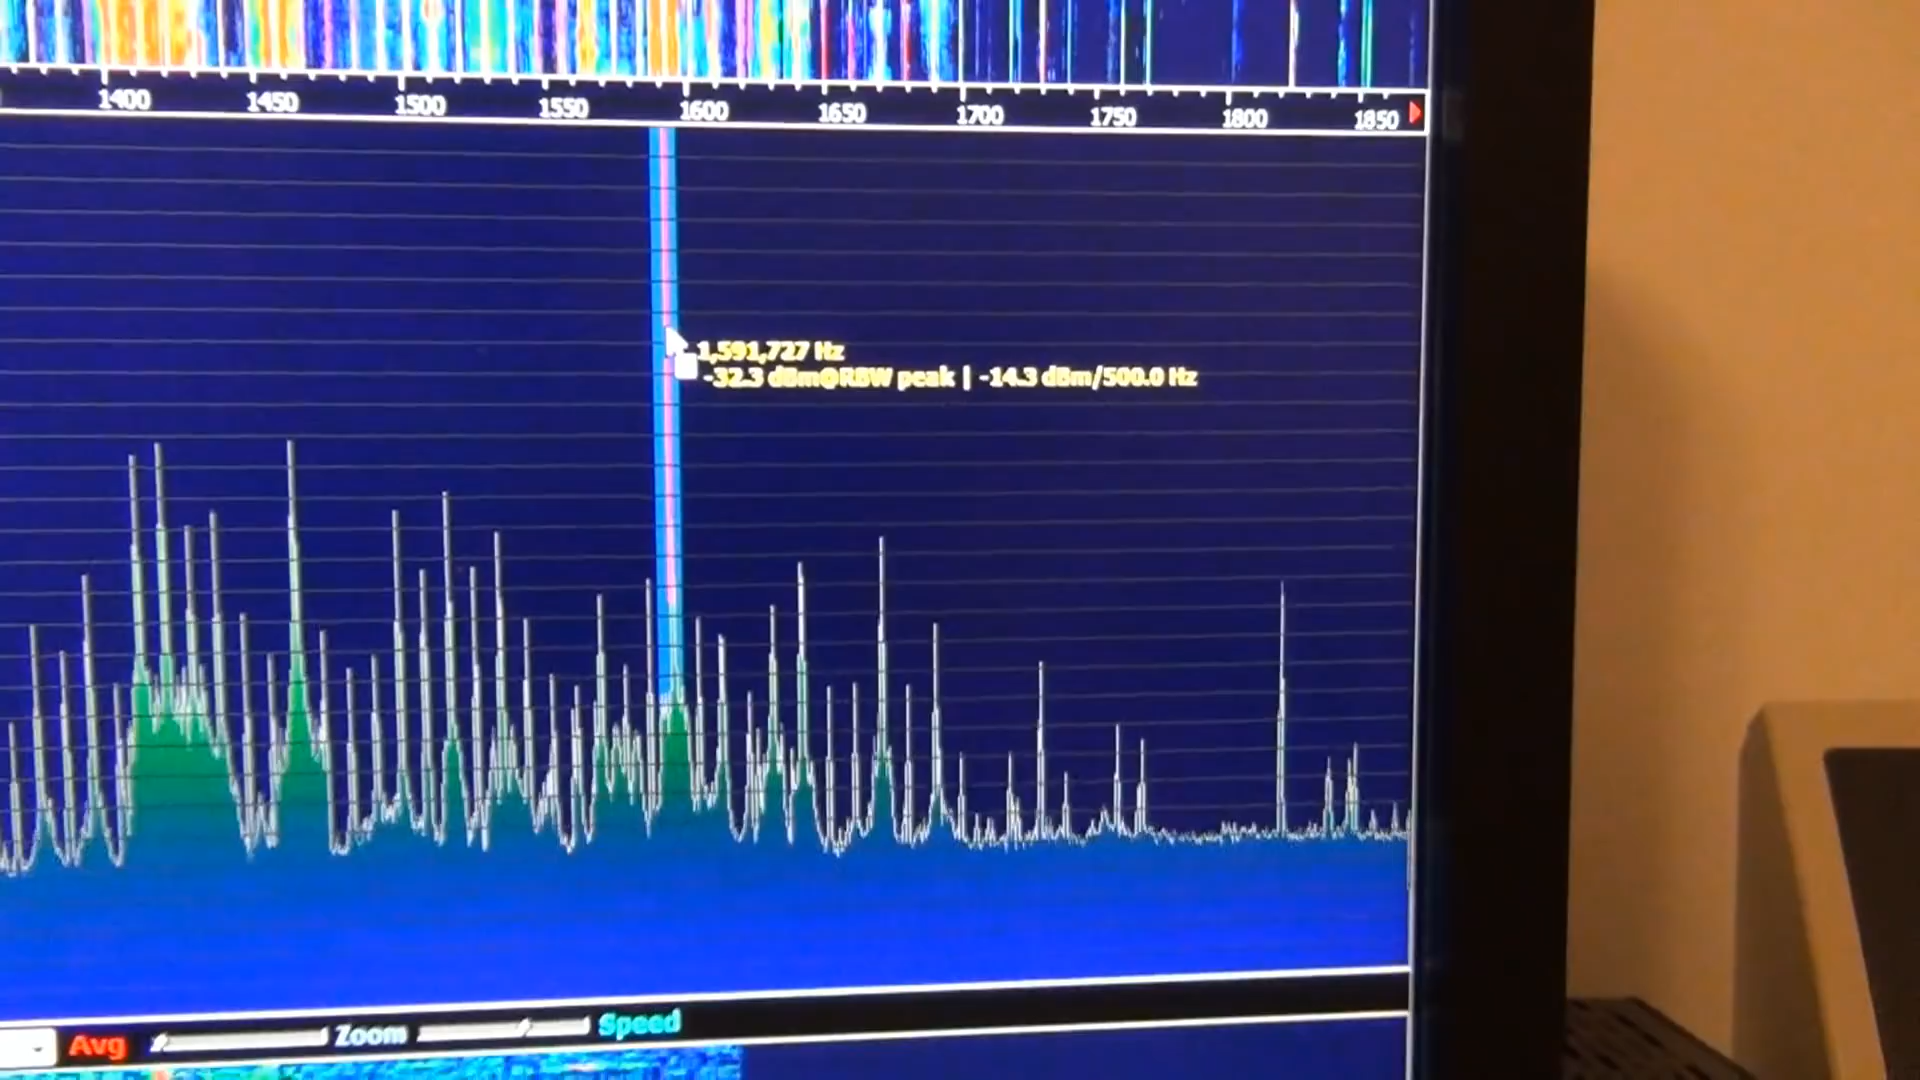 1400 1450 1500 1550 1600 1650 1700 1750 1800 1850
1,591,727 Hz
-32.3 dBm@RBW peak | -14.3 dBm/500.0 Hz
Avg Zoom Speed